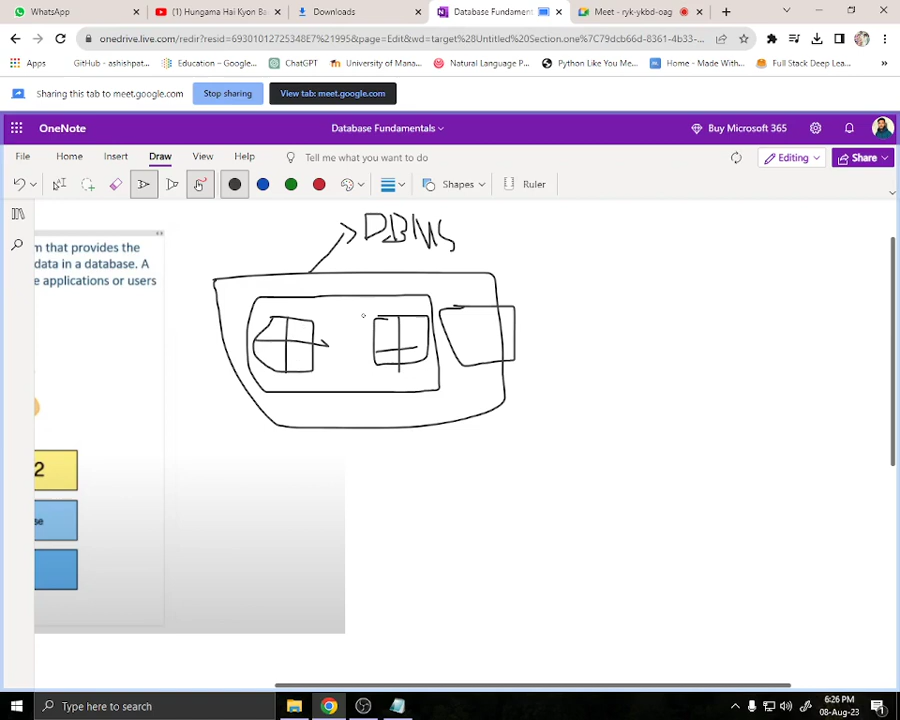 WhatsApp
(1) Hungama Hai Kyon Ba
Downloads
Database Fundament
Meet - ryk-ykbd-oag
onedrive.live.com/redir?resid=69301012725348E7%21995&page=Edit&wd=target%28Untitled%20Section.one%7C79dcb66d-8361-4b33-...
Apps
GitHub - ashishpat...
Education – Google...
ChatGPT
University of Mana...
Natural Language P...
Python Like You Me...
Home - Made With...
Full Stack Deep Lea...
»
Sharing this tab to meet.google.com
Stop sharing
View tab: meet.google.com
OneNote
Database Fundamentals
Buy Microsoft 365
File
Home
Insert
Draw
View
Help
Tell me what you want to do
Editing
Share
Shapes
Ruler
DBMS
m that provides the
data in a database. A
e applications or users
2
se
Type here to search
6:26 PM
08-Aug-23
1